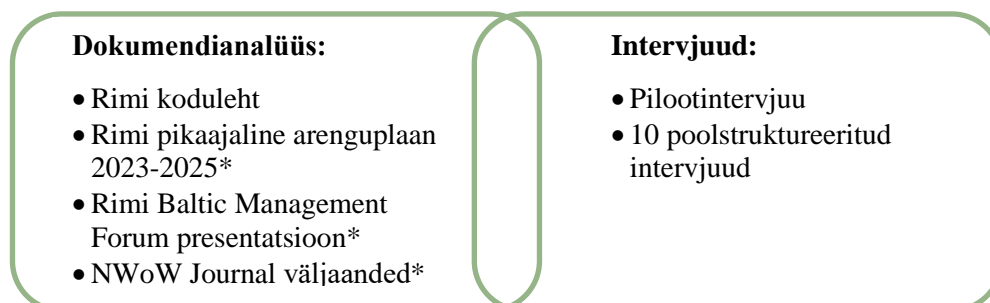 Dokumendianalüüs:
• Rimi koduleht
• Rimi pikaajaline arenguplaan
2023-2025*
• Rimi Baltic Management
Forum presentatsioon*
• NWoW Journal väljaanded*
Intervjuud:
• Pilootintervjuu
• 10 poolstruktureeritud
intervjuud